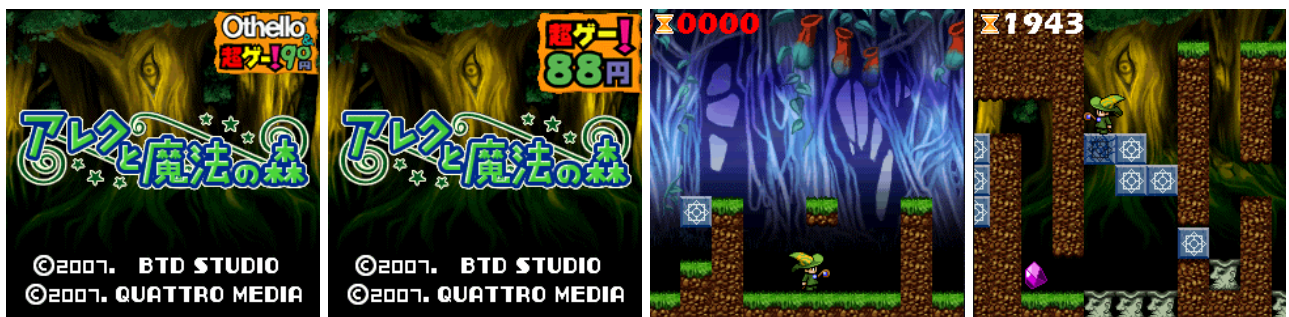 Othello&
超ゲー!90円
アレクと魔法の森
©2007. BTD STUDIO
©2007. QUATTRO MEDIA
超ゲー!
88円
アレクと魔法の森
©2007. BTD STUDIO
©2007. QUATTRO MEDIA
0000
1943